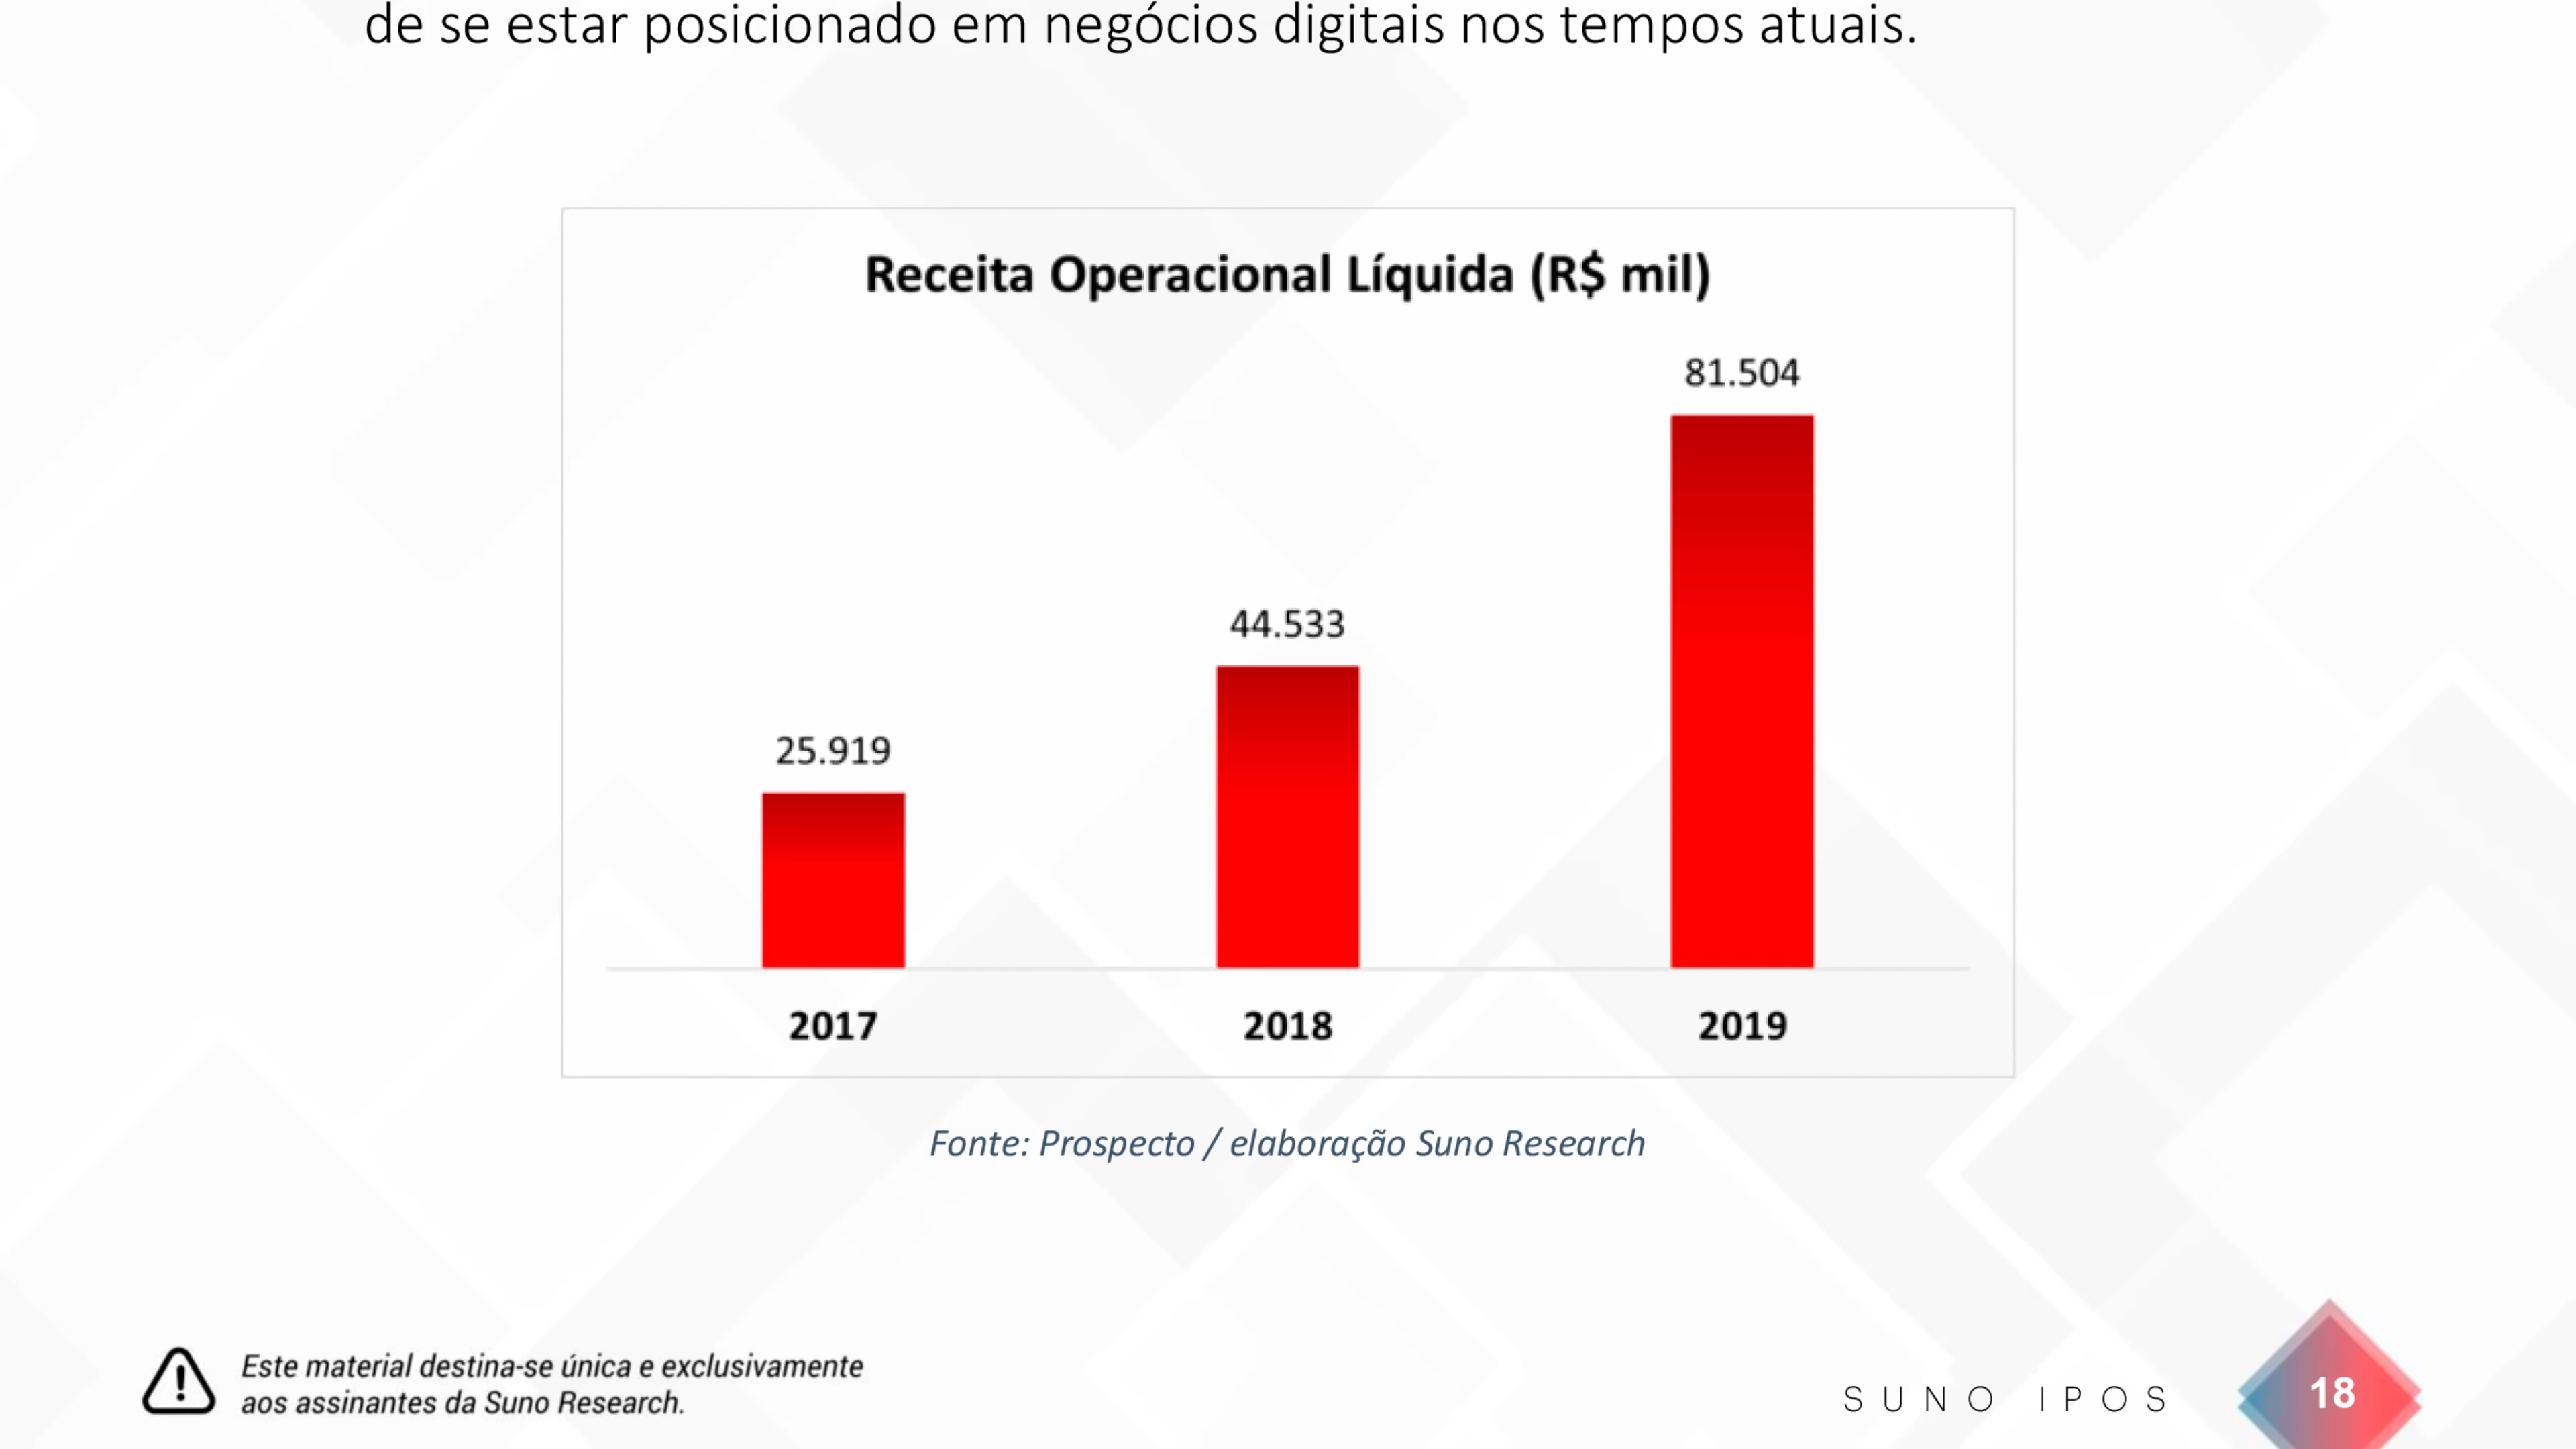 de se estar posicionado em negócios digitais nos tempos atuais.
Receita Operacional Líquida (R$ mil)
81.504
44.533
25.919
2017 2018 2019
Fonte: Prospecto / elaboração Suno Research
Este material destina-se única e exclusivamente
aos assinantes da Suno Research.
SUNO IPOS
18